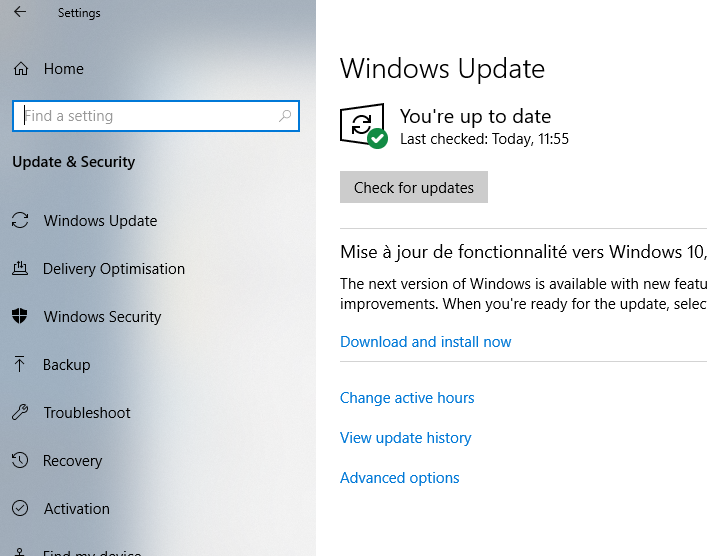 Settings
Home
Find a setting
Update & Security
Windows Update
Delivery Optimisation
Windows Security
Backup
Troubleshoot
Recovery
Activation
Find my device
Windows Update
You're up to date
Last checked: Today, 11:55
Check for updates
Mise à jour de fonctionnalité vers Windows 10,
The next version of Windows is available with new featu
improvements. When you're ready for the update, selec
Download and install now
Change active hours
View update history
Advanced options